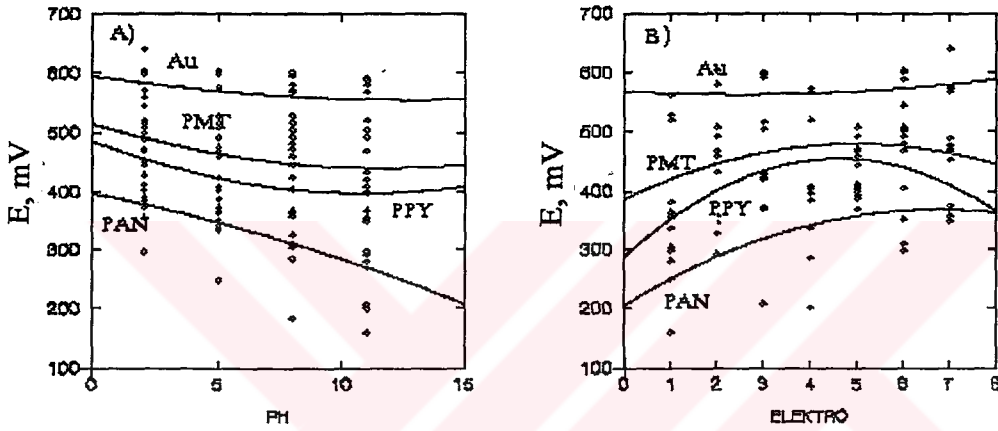 A)
700
600
500
400
300
200
100
E, mV
Au
PMT
PPY
PAN
0 5 10 15
PH
B)
700
600
500
400
300
200
100
E, mV
Au
PMT
PPY
PAN
0 1 2 3 4 5 6 7 8
ELEKTRO